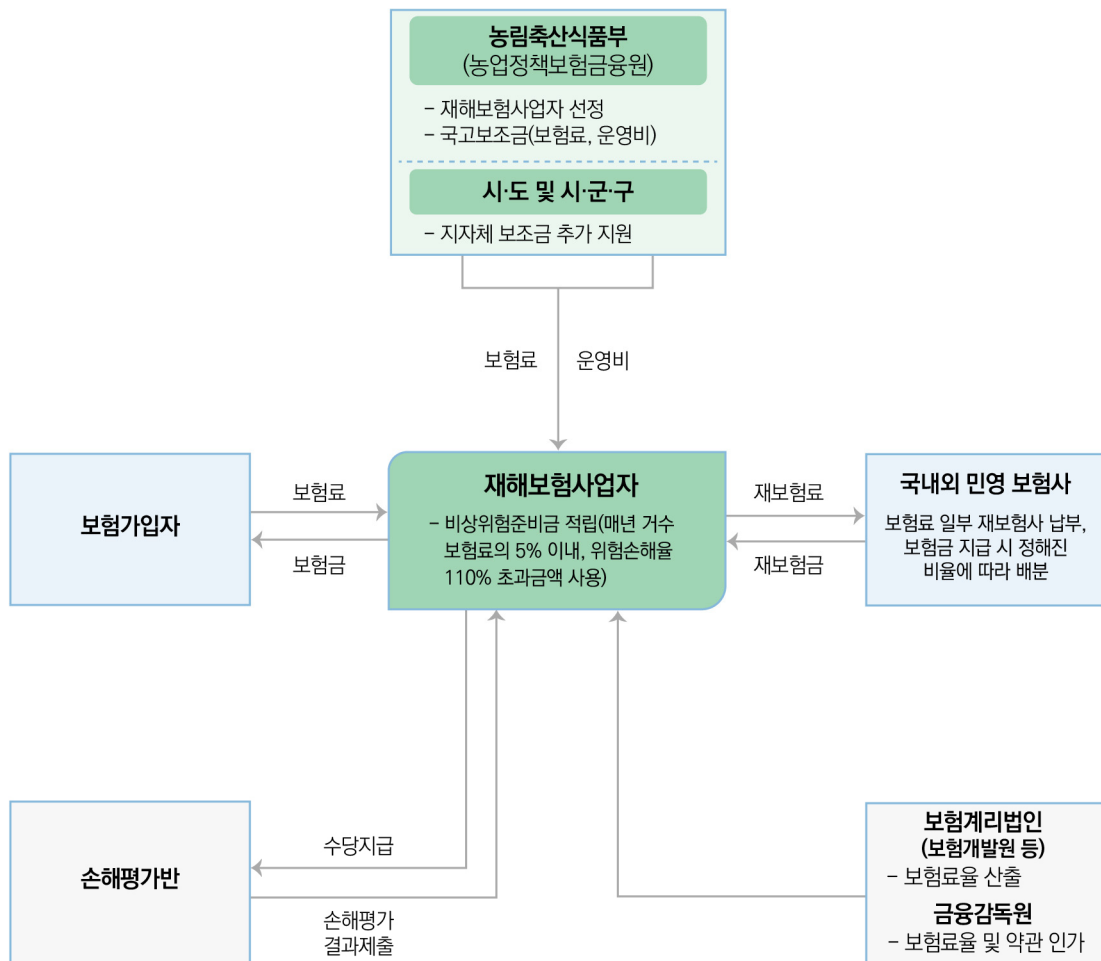 농림축산식품부
(농업정책보험금융원)
- 재해보험사업자 선정
- 국고보조금(보험료, 운영비)
시·도 및 시·군·구
- 지자체 보조금 추가 지원
보험료 운영비
보험가입자
보험료
보험금
재해보험사업자
- 비상위험준비금 적립(매년 거수
보험료의 5% 이내, 위험손해율
110% 초과금액 사용)
재보험료
재보험금
국내외 민영 보험사
보험료 일부 재보험사 납부,
보험금 지급 시 정해진
비율에 따라 배분
손해평가반
수당지급
손해평가
결과제출
보험계리법인
(보험개발원 등)
- 보험료율 산출
금융감독원
- 보험료율 및 약관 인가